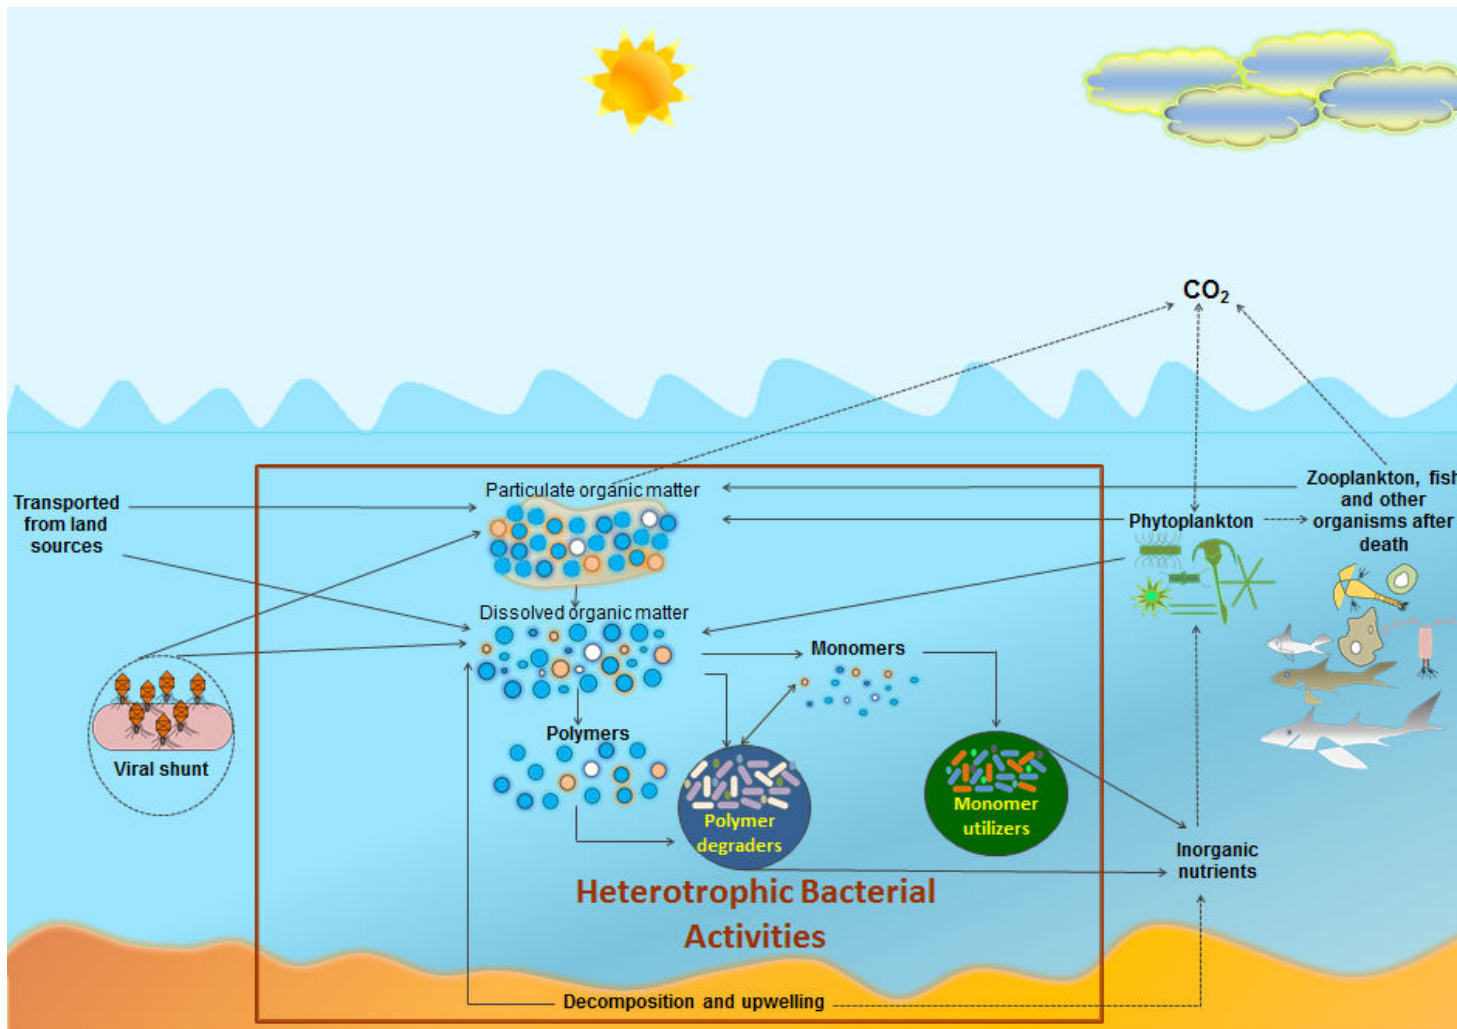 CO₂
Transported
from land
sources
Particulate organic matter
Zooplankton, fish
and other
organisms after
death
Phytoplankton
Dissolved organic matter
Monomers
Viral shunt
Polymers
Polymer
degraders
Monomer
utilizers
Inorganic
nutrients
Heterotrophic Bacterial
Activities
Decomposition and upwelling